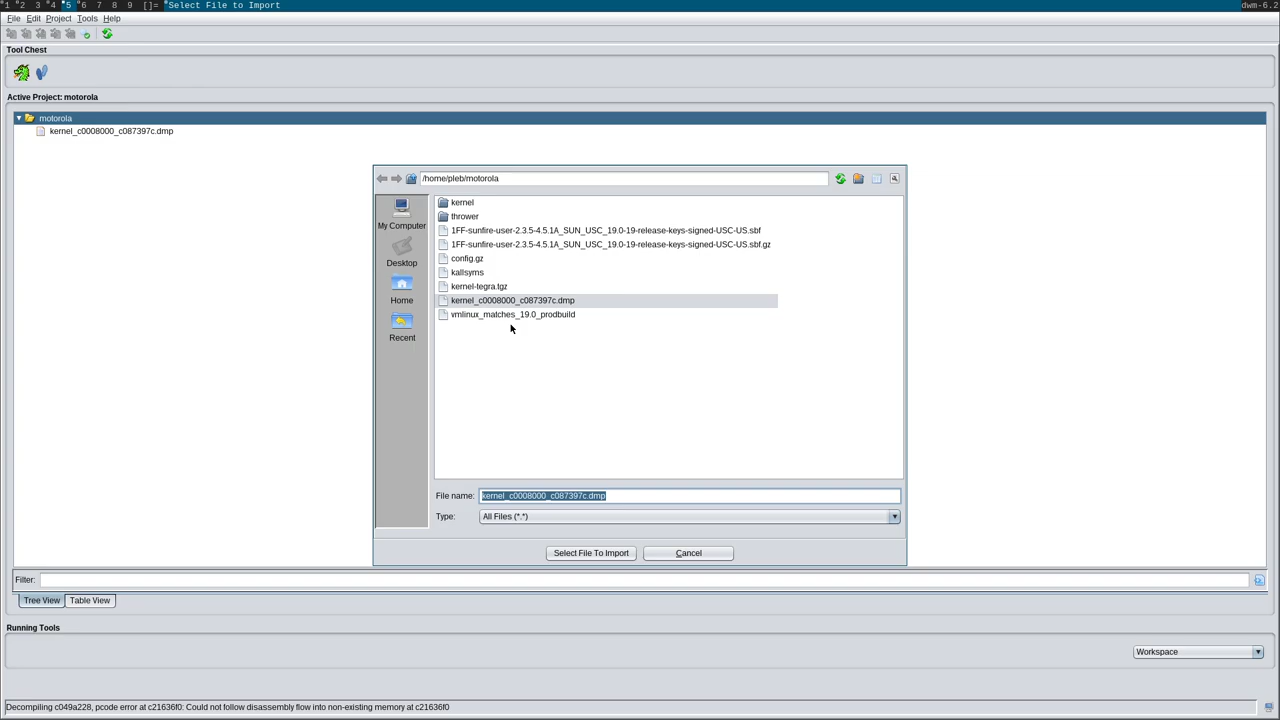 1 2 3 4 5 6 7 8 9 []= Select File to Import dwm-6.2
File Edit Project Tools Help
Tool Chest
Active Project: motorola
motorola
kernel_c0008000_c087397c.dmp
/home/pleb/motorola
My Computer
Desktop
Home
Recent
kernel
thrower
1FF-sunfire-user-2.3.5-4.5.1A_SUN_USC_19.0-19-release-keys-signed-USC-US.sbf
1FF-sunfire-user-2.3.5-4.5.1A_SUN_USC_19.0-19-release-keys-signed-USC-US.sbf.gz
config.gz
kallsyms
kernel-tegra.tgz
kernel_c0008000_c087397c.dmp
vmlinux_matches_19.0_prodbuild
File name: kernel_c0008000_c087397c.dmp
Type: All Files (*.*)
Select File To Import Cancel
Filter:
Tree View Table View
Running Tools
Workspace
Decompiling c049a228, pcode error at c21636f0: Could not follow disassembly flow into non-existing memory at c21636f0